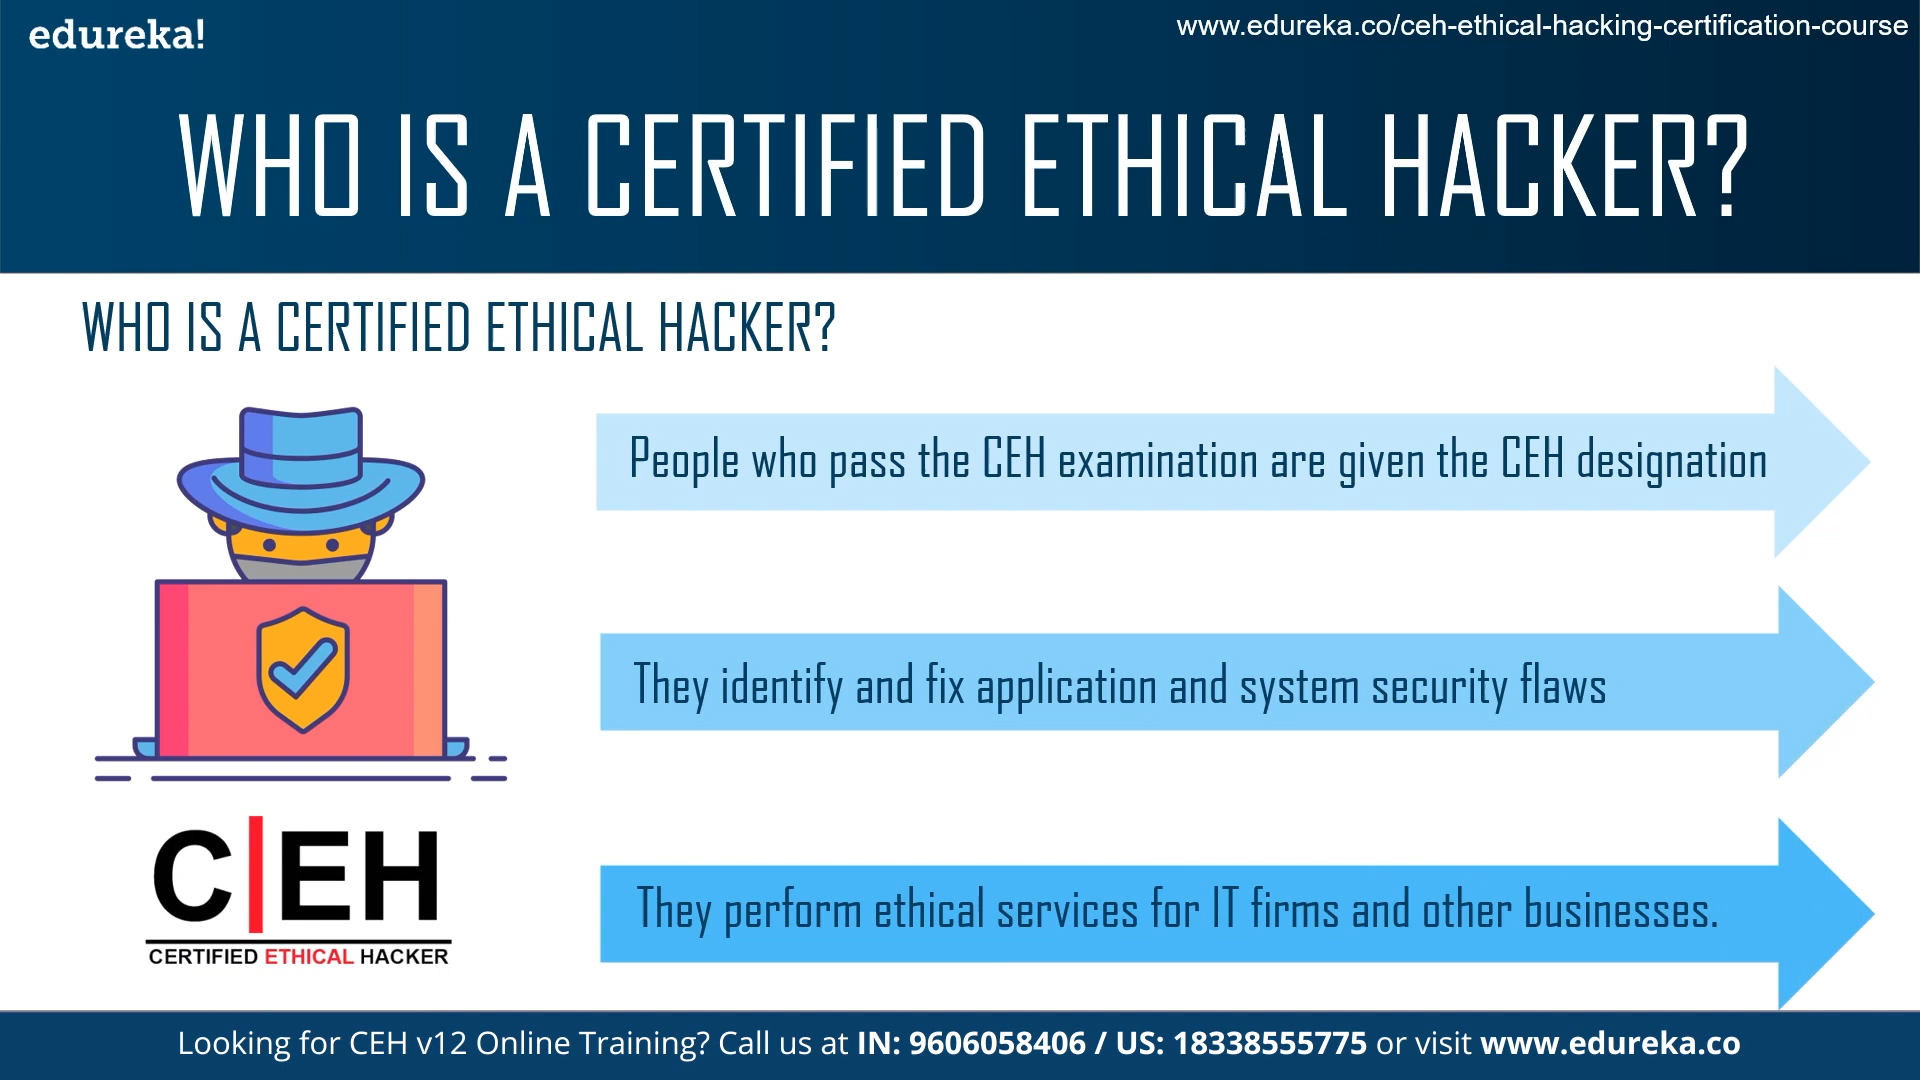 edureka!
www.edureka.co/ceh-ethical-hacking-certification-course
WHO IS A CERTIFIED ETHICAL HACKER?
WHO IS A CERTIFIED ETHICAL HACKER?
People who pass the CEH examination are given the CEH designation
They identify and fix application and system security flaws
They perform ethical services for IT firms and other businesses.
C|EH
CERTIFIED ETHICAL HACKER
Looking for CEH v12 Online Training? Call us at IN: 9606058406 / US: 18338555775 or visit www.edureka.co